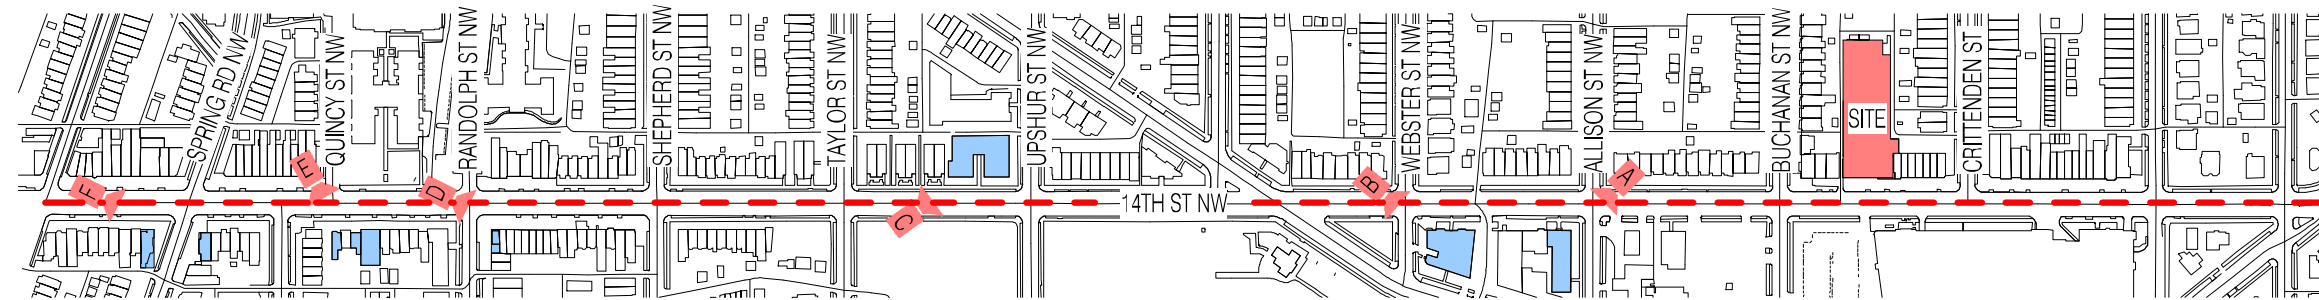 SPRING RD NW
QUINCY ST NW
RANDOLPH ST NW
SHEPHERD ST NW
TAYLOR ST NW
UPSHUR ST NW
WEBSTER ST NW
ALLISON ST NW
BUCHANAN ST NW
SITE
CRITTENDEN ST
F
E
D
C
B
A
14TH ST NW